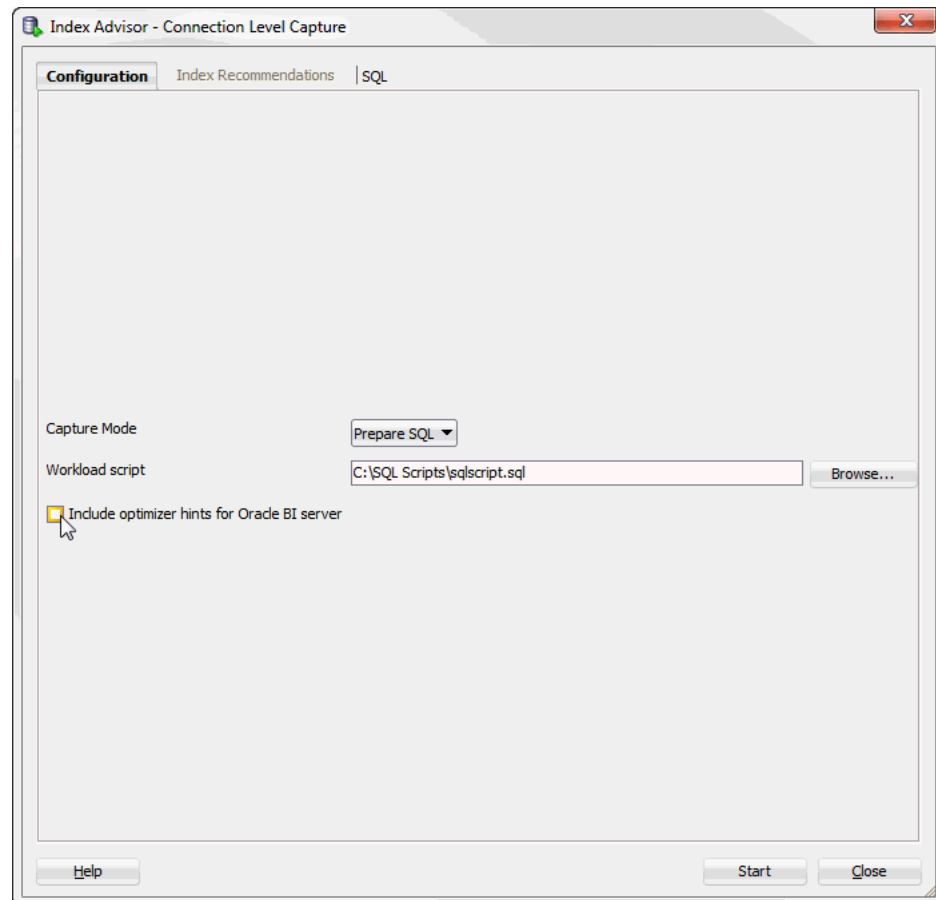 Index Advisor - Connection Level Capture
Configuration Index Recommendations SQL
Capture Mode Prepare SQL
Workload script C:\SQL Scripts\sqlscript.sql Browse...
Include optimizer hints for Oracle BI server
Help Start Close